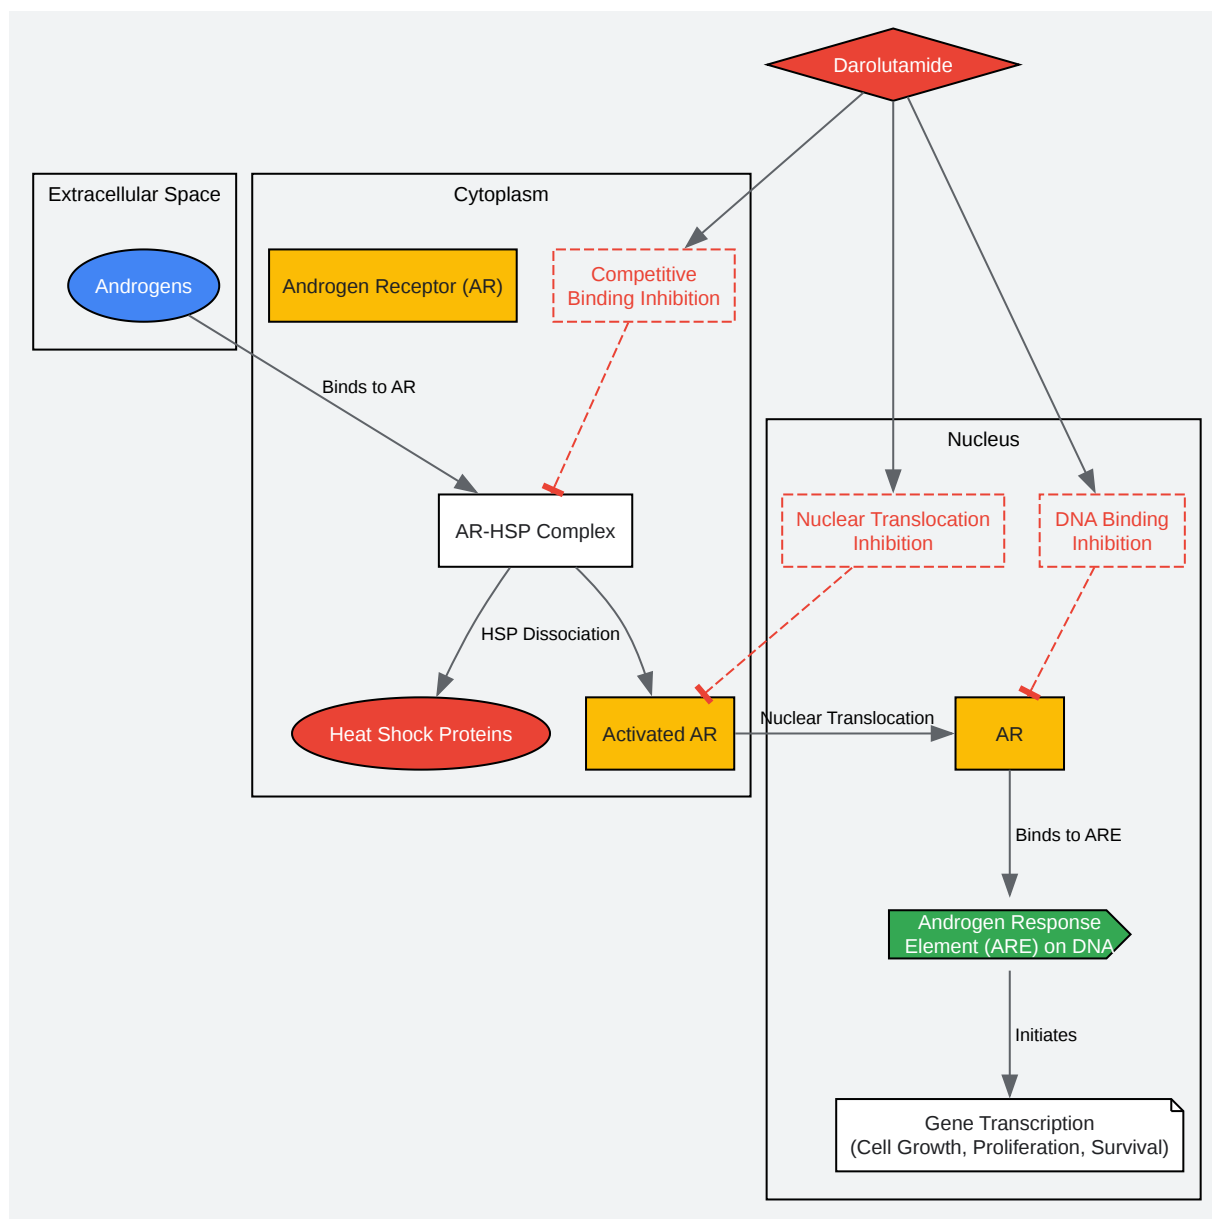 Darolutamide
Extracellular Space
Cytoplasm
Androgens
Androgen Receptor (AR)
Competitive
Binding Inhibition
Binds to AR
Nucleus
AR-HSP Complex
Nuclear Translocation
Inhibition
DNA Binding
Inhibition
HSP Dissociation
Heat Shock Proteins
Activated AR
Nuclear Translocation
AR
Binds to ARE
Androgen Response
Element (ARE) on DNA
Initiates
Gene Transcription
(Cell Growth, Proliferation, Survival)